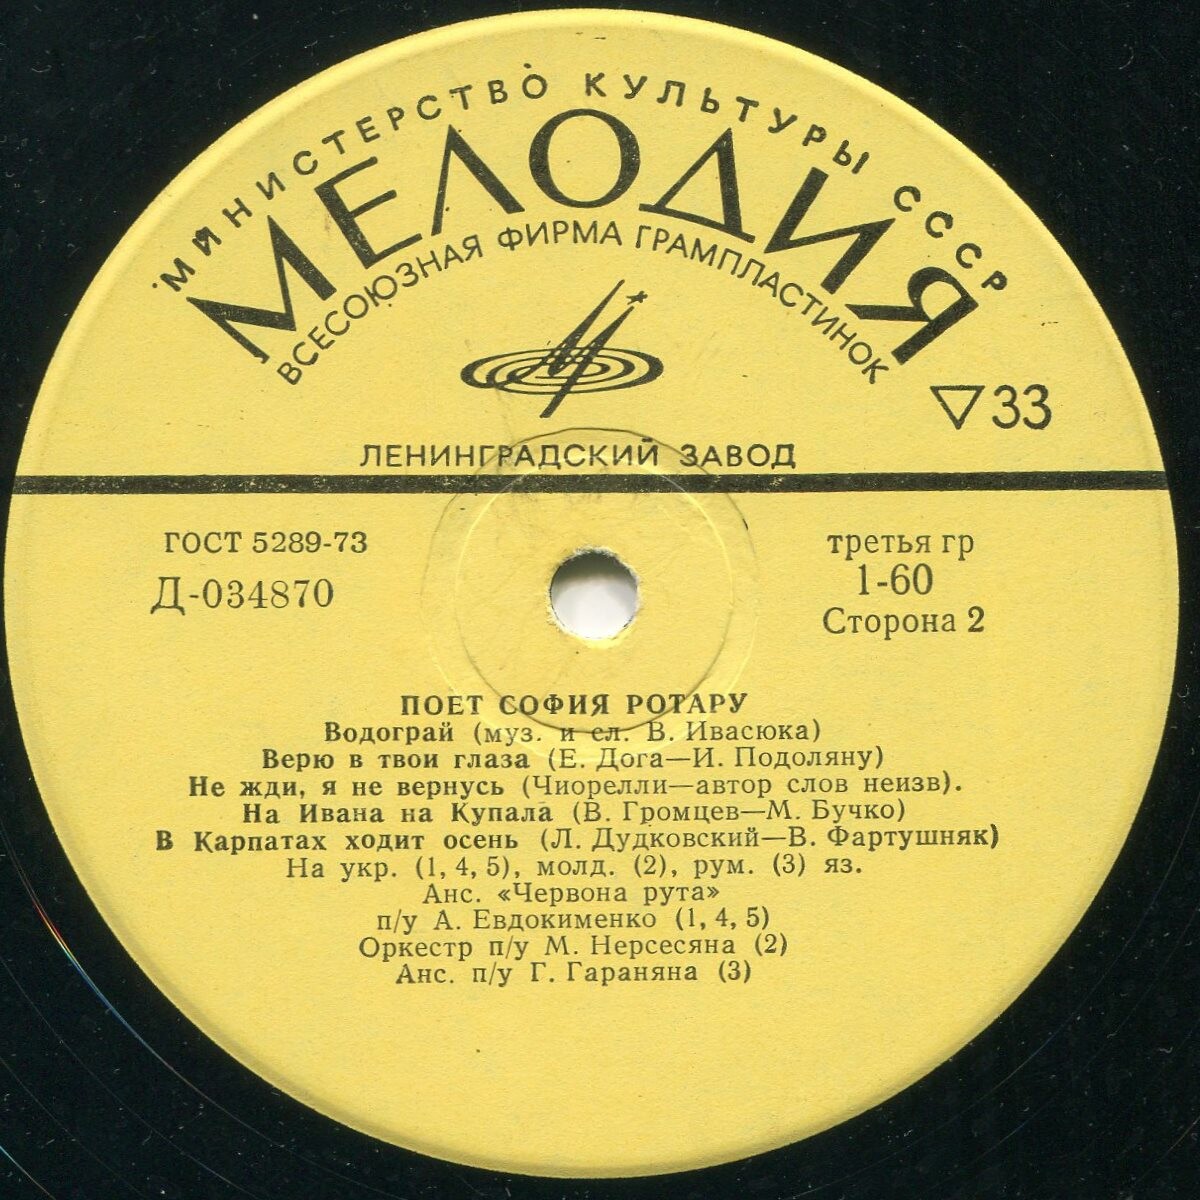 МИНИСТЕРСТВО КУЛЬТУРЫ СССР
МЕЛОДИЯ
ВСЕСОЮЗНАЯ ФИРМА ГРАМПЛАСТИНОК
▽33
ЛЕНИНГРАДСКИЙ ЗАВОД
ГОСТ 5289-73
Д-034870
третья гр
1-60
Сторона 2
ПОЕТ СОФИЯ РОТАРУ
Водограй (муз. и сл. В. Ивасюка)
Верю в твои глаза (Е. Дога—И. Подоляну)
Не жди, я не вернусь (Чиорелли—автор слов неизв).
На Ивана на Купала (В. Громцев—М. Бучко)
В Карпатах ходит осень (Л. Дудковский—В. Фартушняк)
На укр. (1, 4, 5), молд. (2), рум. (3) яз.
Анс. «Червона рута»
п/у А. Евдокименко (1, 4, 5)
Оркестр п/у М. Нерсесяна (2)
Анс. п/у Г. Гараняна (3)